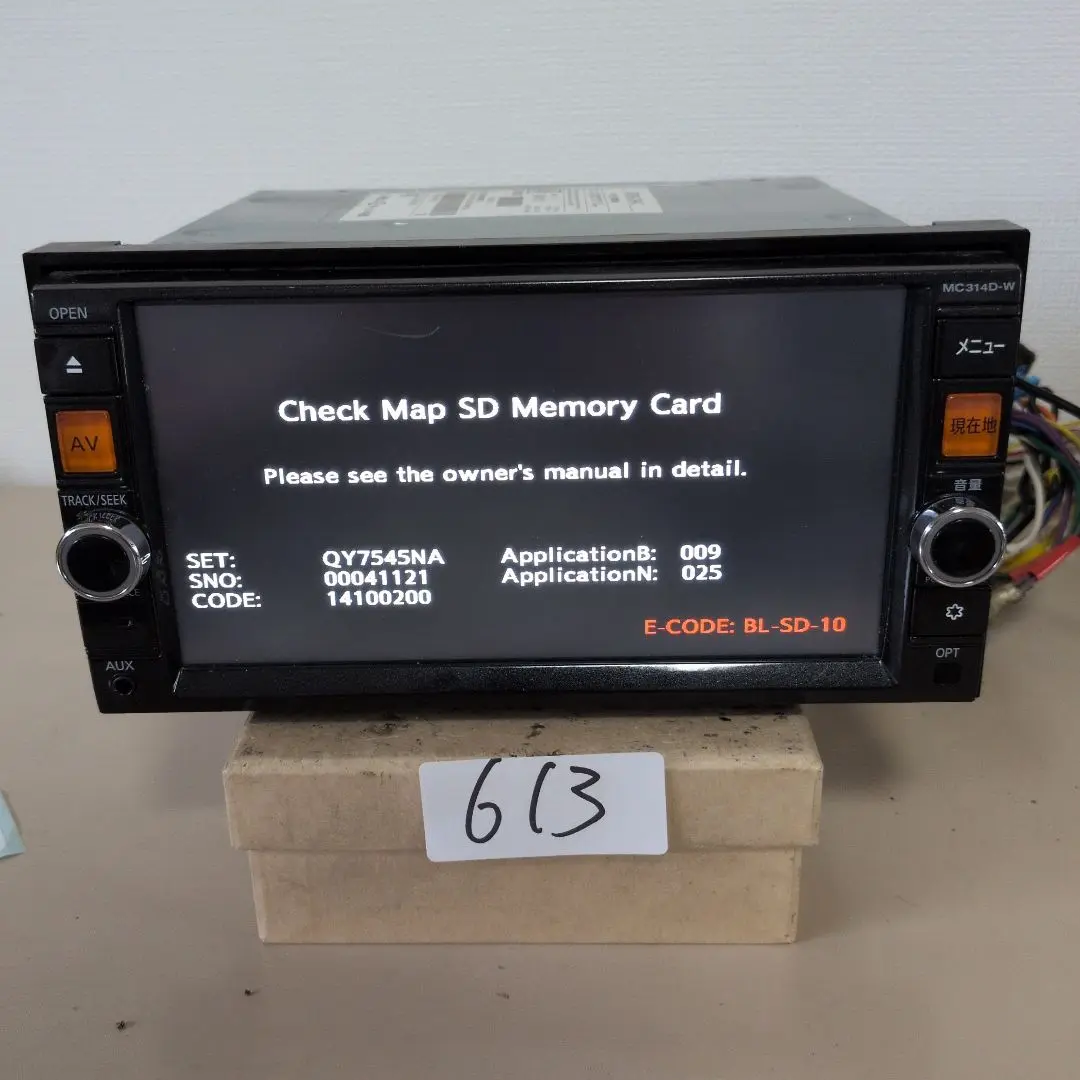 OPEN
MC314D-W
メニュー
AV
現在地
TRACK/SEEK
音量
Check Map SD Memory Card
Please see the owner's manual in detail.
SET: QY7545NA ApplicationB: 009
SNO: 00041121 ApplicationN: 025
CODE: 14100200
E-CODE: BL-SD-10
AUX
OPT
613